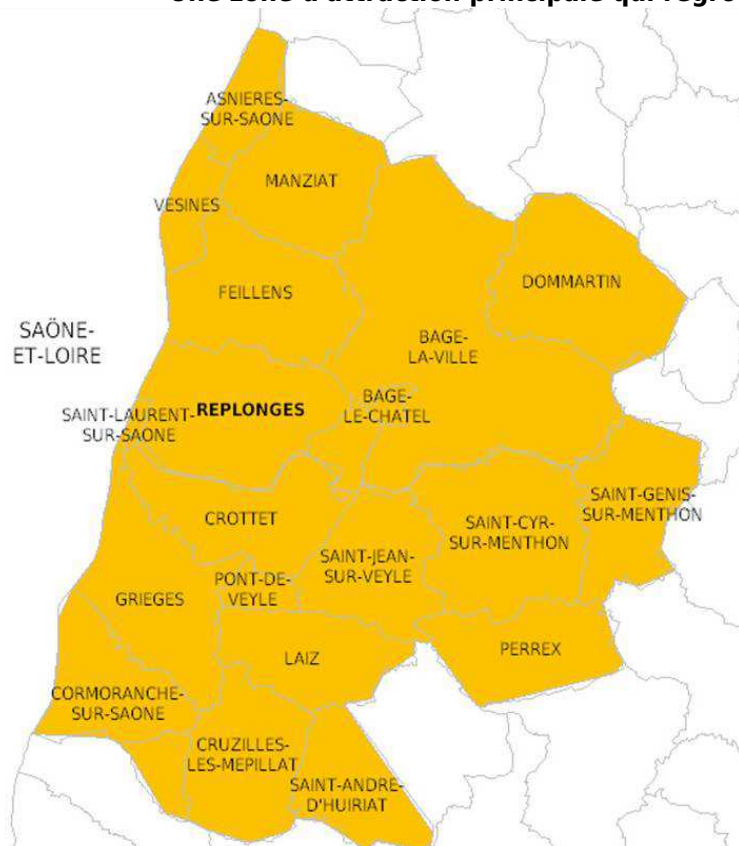 ASNIERES-
SUR-SAONE
MANZIAT
VESINES
DOMMARTIN
FEILLENS
SAÔNE-
ET-LOIRE
BAGE-
LA-VILLE
BAGE-
LE-CHATEL
SAINT-LAURENT-
SUR-SAONE
REPLONGES
SAINT-GENIS-
SUR-MENTHON
CROTTET
SAINT-CYR-
SUR-MENTHON
SAINT-JEAN-
SUR-VEYLE
PONT-DE-
VEYLE
GRIEGES
PERREX
LAIZ
CORMORANCHE-
SUR-SAONE
CRUZILLES-
LES-MEPILLAT
SAINT-ANDRE-
D'HUIRIAT